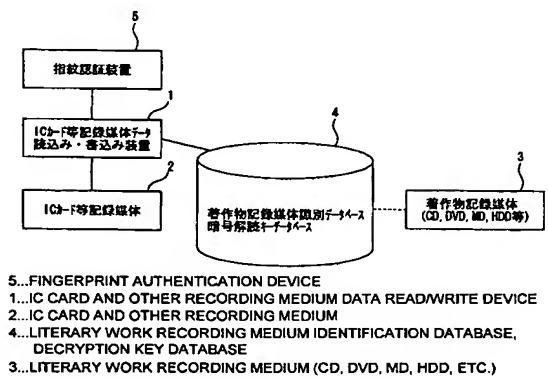 5
指紋認証装置
1
ICカード等記録媒体データ
読込み・書込み装置
4
2
ICカード等記録媒体
3
著作物記録媒体識別データベース
暗号解読キーデータベース
著作物記録媒体
(CD, DVD, MD, HDD等)
5...FINGERPRINT AUTHENTICATION DEVICE
1...IC CARD AND OTHER RECORDING MEDIUM DATA READ/WRITE DEVICE
2...IC CARD AND OTHER RECORDING MEDIUM
4...LITERARY WORK RECORDING MEDIUM IDENTIFICATION DATABASE,
DECRYPTION KEY DATABASE
3...LITERARY WORK RECORDING MEDIUM (CD, DVD, MD, HDD, ETC.)